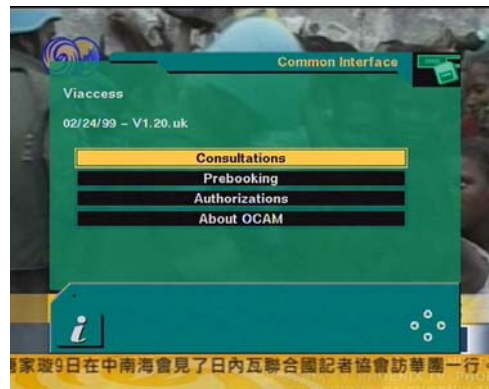 Common Interface
Viaccess
02/24/99 - V1.20.uk
Consultations
Prebooking
Authorizations
About OCAM
i
家璇9日在中南海會見了日內瓦聯合國記者協會訪華團一行